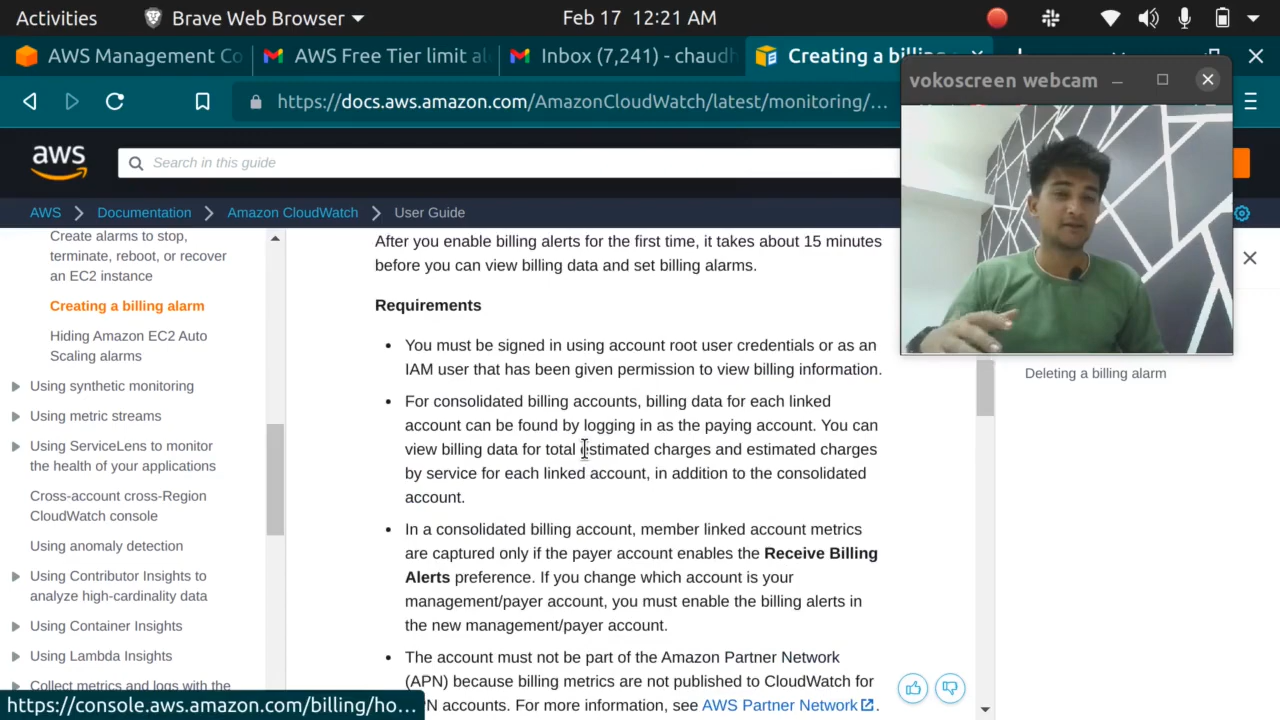 Activities
Brave Web Browser
Feb 17 12:21 AM
AWS Management Co
AWS Free Tier limit al
Inbox (7,241) - chaudh
Creating a
https://docs.aws.amazon.com/AmazonCloudWatch/latest/monitoring/...
vokoscreen webcam
aws
Search in this guide
AWS
Documentation
Amazon CloudWatch
User Guide
Create alarms to stop,
terminate, reboot, or recover
an EC2 instance
Creating a billing alarm
Hiding Amazon EC2 Auto
Scaling alarms
Using synthetic monitoring
Using metric streams
Using ServiceLens to monitor
the health of your applications
Cross-account cross-Region
CloudWatch console
Using anomaly detection
Using Contributor Insights to
analyze high-cardinality data
Using Container Insights
Using Lambda Insights
Collect metrics and logs with the
After you enable billing alerts for the first time, it takes about 15 minutes
before you can view billing data and set billing alarms.
Requirements
You must be signed in using account root user credentials or as an
IAM user that has been given permission to view billing information.
For consolidated billing accounts, billing data for each linked
account can be found by logging in as the paying account. You can
view billing data for total estimated charges and estimated charges
by service for each linked account, in addition to the consolidated
account.
In a consolidated billing account, member linked account metrics
are captured only if the payer account enables the Receive Billing
Alerts preference. If you change which account is your
management/payer account, you must enable the billing alerts in
the new management/payer account.
The account must not be part of the Amazon Partner Network
(APN) because billing metrics are not published to CloudWatch for
PN accounts. For more information, see AWS Partner Network.
Deleting a billing alarm
https://console.aws.amazon.com/billing/ho...